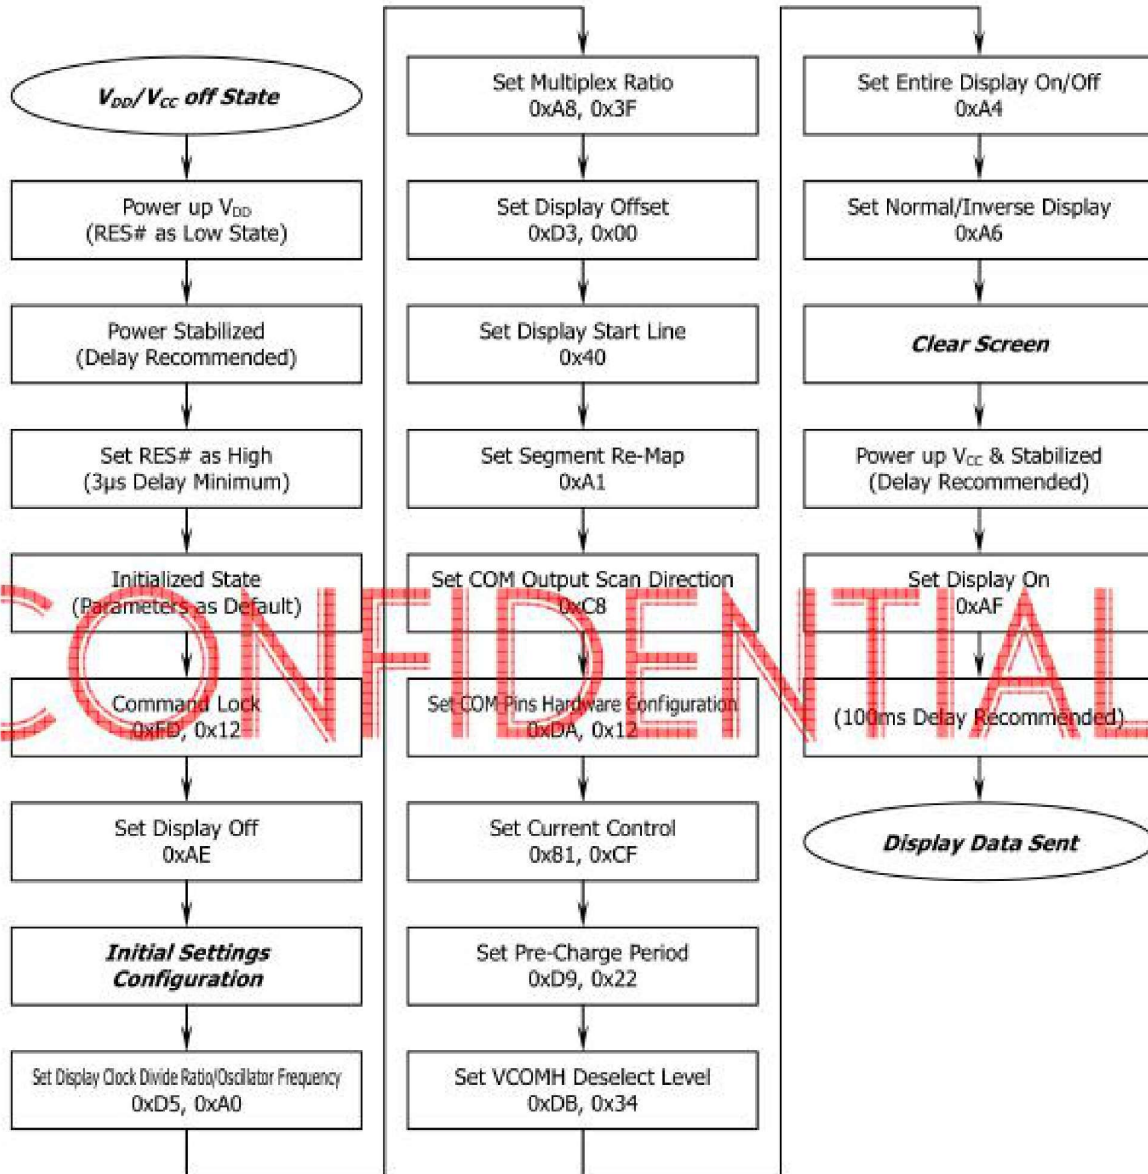 V_DD/V_CC off State
Power up V_DD
(RES# as Low State)
Power Stabilized
(Delay Recommended)
Set RES# as High
(3µs Delay Minimum)
Initialized State
(Parameters as Default)
Command Lock
0xFD, 0x12
Set Display Off
0xAE
Initial Settings
Configuration
Set Display Clock Divide Ratio/Oscillator Frequency
0xD5, 0xA0
Set Multiplex Ratio
0xA8, 0x3F
Set Display Offset
0xD3, 0x00
Set Display Start Line
0x40
Set Segment Re-Map
0xA1
Set COM Output Scan Direction
0xC8
Set COM Pins Hardware Configuration
0xDA, 0x12
Set Current Control
0x81, 0xCF
Set Pre-Charge Period
0xD9, 0x22
Set VCOMH Deselect Level
0xDB, 0x34
Set Entire Display On/Off
0xA4
Set Normal/Inverse Display
0xA6
Clear Screen
Power up V_CC & Stabilized
(Delay Recommended)
Set Display On
0xAF
(100ms Delay Recommended)
Display Data Sent
CONFIDENTIAL